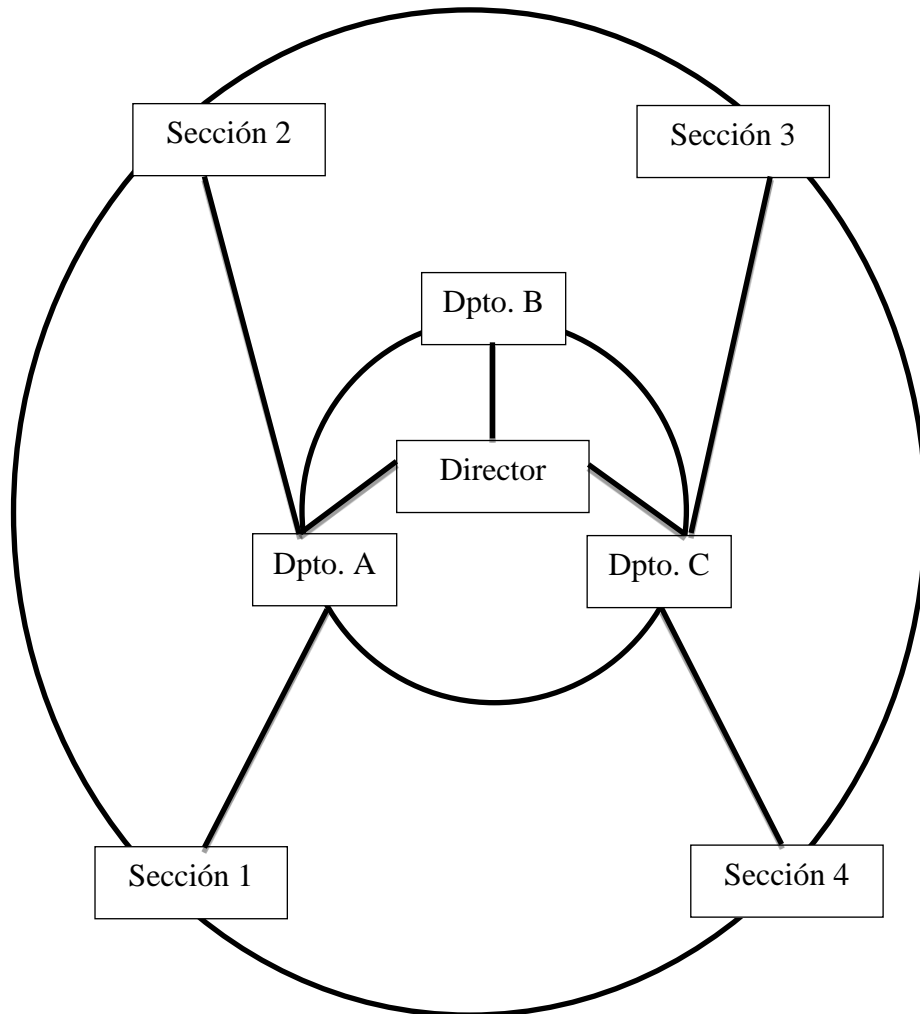 Sección 2
Sección 3
Dpto. B
Director
Dpto. A
Dpto. C
Sección 1
Sección 4